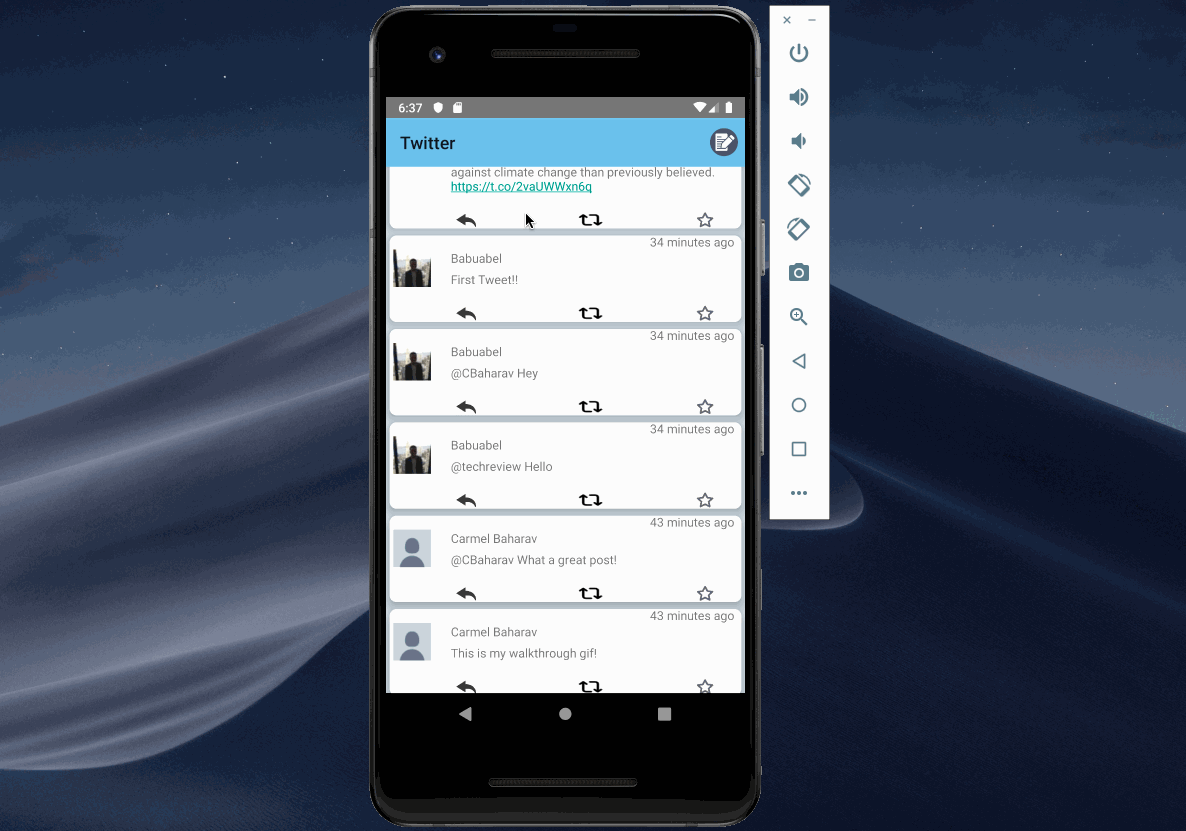 6:37
Twitter
against climate change than previously believed.
https://t.co/2vaUWWxn6q
34 minutes ago
Babuabel
First Tweet!!
34 minutes ago
Babuabel
@CBaharav Hey
34 minutes ago
Babuabel
@techreview Hello
43 minutes ago
Carmel Baharav
@CBaharav What a great post!
43 minutes ago
Carmel Baharav
This is my walkthrough gif!